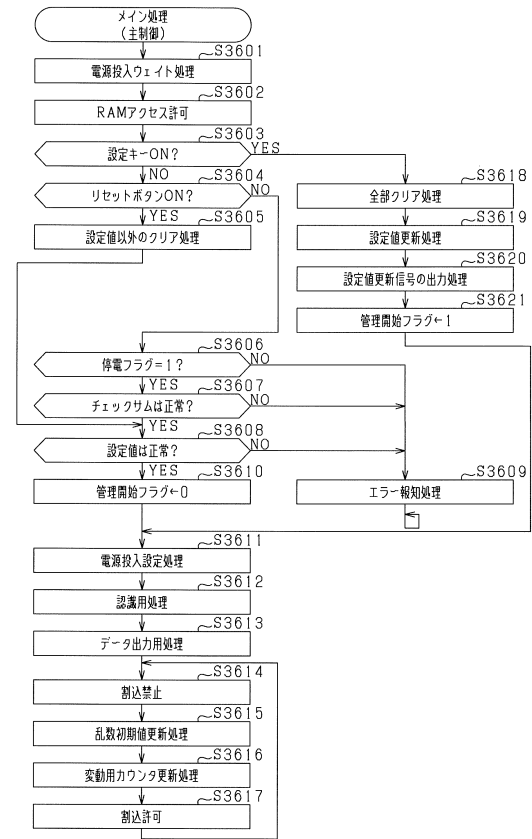 メイン処理
(主制御)
S3601
電源投入ウェイト処理
S3602
RAMアクセス許可
S3603
設定キーON?
YES
NO
S3604
リセットボタンON?
NO
YES
S3605
設定値以外のクリア処理
S3618
全部クリア処理
S3619
設定値更新処理
S3620
設定値更新信号の出力処理
S3621
管理開始フラグ←1
S3606
停電フラグ=1?
NO
YES
S3607
チェックサムは正常?
NO
YES
S3608
設定値は正常?
NO
YES
S3610
管理開始フラグ←0
S3609
エラー報知処理
S3611
電源投入設定処理
S3612
認識用処理
S3613
データ出力用処理
S3614
割込禁止
S3615
乱数初期値更新処理
S3616
変動用カウンタ更新処理
S3617
割込許可